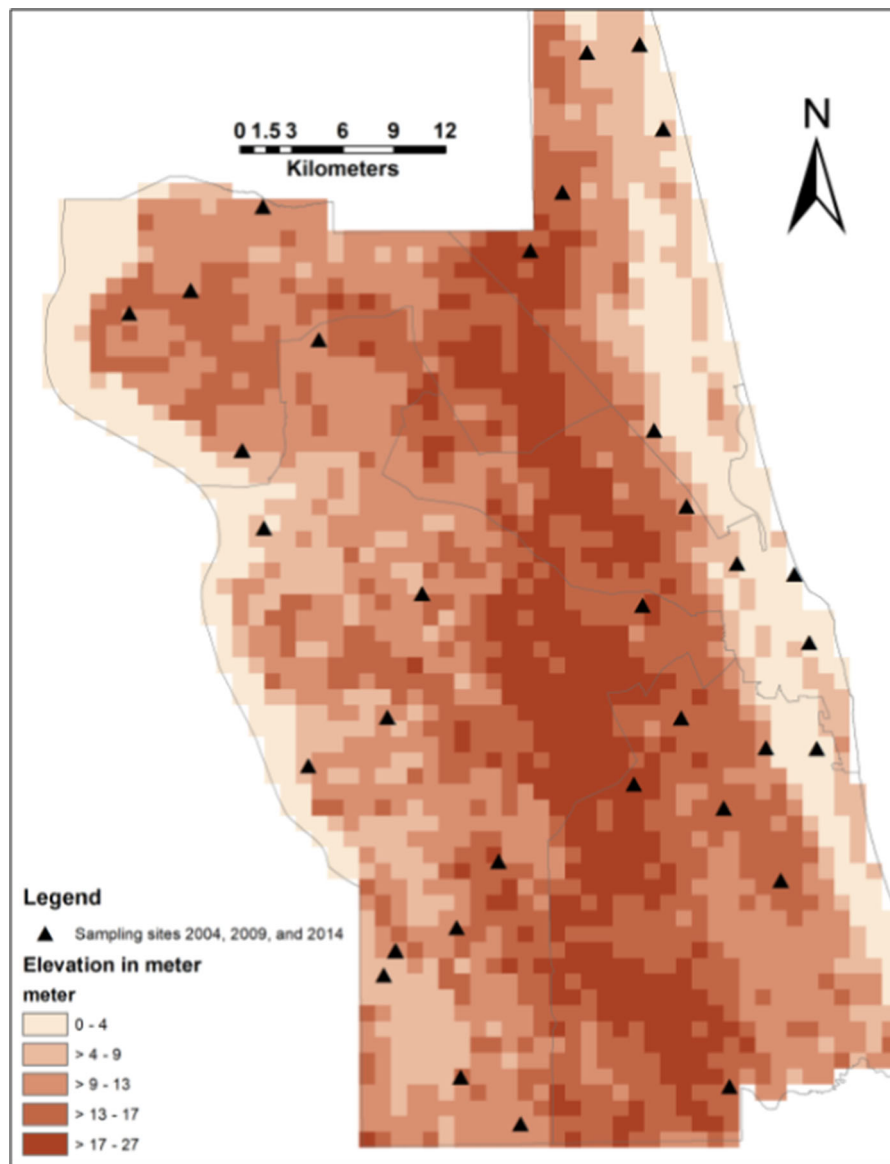 N
0 1.5 3 6 9 12
Kilometers
Legend
Sampling sites 2004, 2009, and 2014
Elevation in meter
meter
0 - 4
> 4 - 9
> 9 - 13
> 13 - 17
> 17 - 27